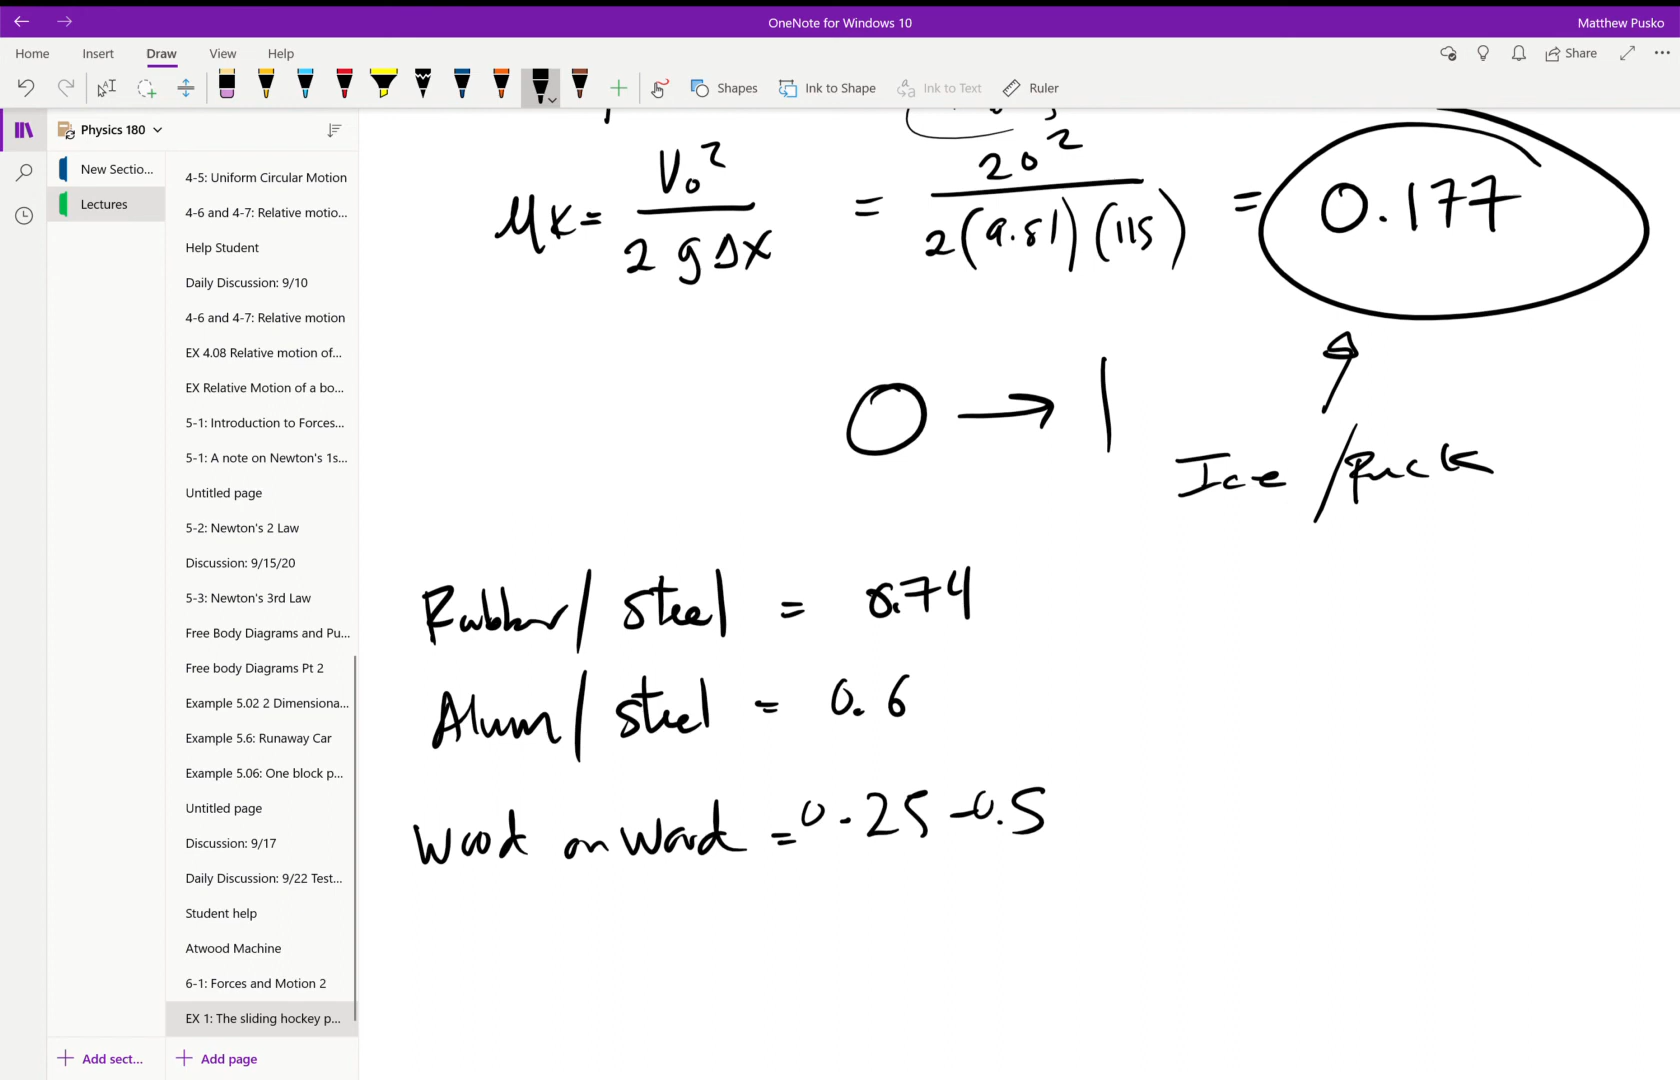 OneNote for Windows 10
Matthew Pusko
Home
Insert
Draw
View
Help
Share
Shapes
Ink to Shape
Ink to Text
Ruler
Physics 180
New Sectio...
Lectures
4-5: Uniform Circular Motion
4-6 and 4-7: Relative motio...
Help Student
Daily Discussion: 9/10
4-6 and 4-7: Relative motion
EX 4.08 Relative motion of...
EX Relative Motion of a bo...
5-1: Introduction to Forces...
5-1: A note on Newton's 1s...
Untitled page
5-2: Newton's 2 Law
Discussion: 9/15/20
5-3: Newton's 3rd Law
Free Body Diagrams and Pu...
Free body Diagrams Pt 2
Example 5.02 2 Dimensiona...
Example 5.6: Runaway Car
Example 5.06: One block p...
Untitled page
Discussion: 9/17
Daily Discussion: 9/22 Test...
Student help
Atwood Machine
6-1: Forces and Motion 2
EX 1: The sliding hockey p...
Add sect...
Add page
μk = V₀² / 2 g Δx = 20² / 2(9.81)(115) = 0.177
0 → 1
Ice / Puck
Rubber / steel = 0.74
Alum / steel = 0.6
Wood on Wood = 0.25 - 0.5